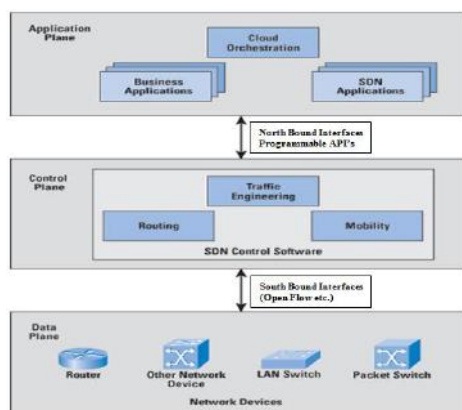 Application
Plane
Cloud
Orchestration
Business
Applications
SDN
Applications
North Bound Interfaces
Programmable API's
Control
Plane
Traffic
Engineering
Routing
Mobility
SDN Control Software
South Bound Interfaces
(Open Flow etc.)
Data
Plane
Router
Other Network
Device
LAN Switch
Packet Switch
Network Devices